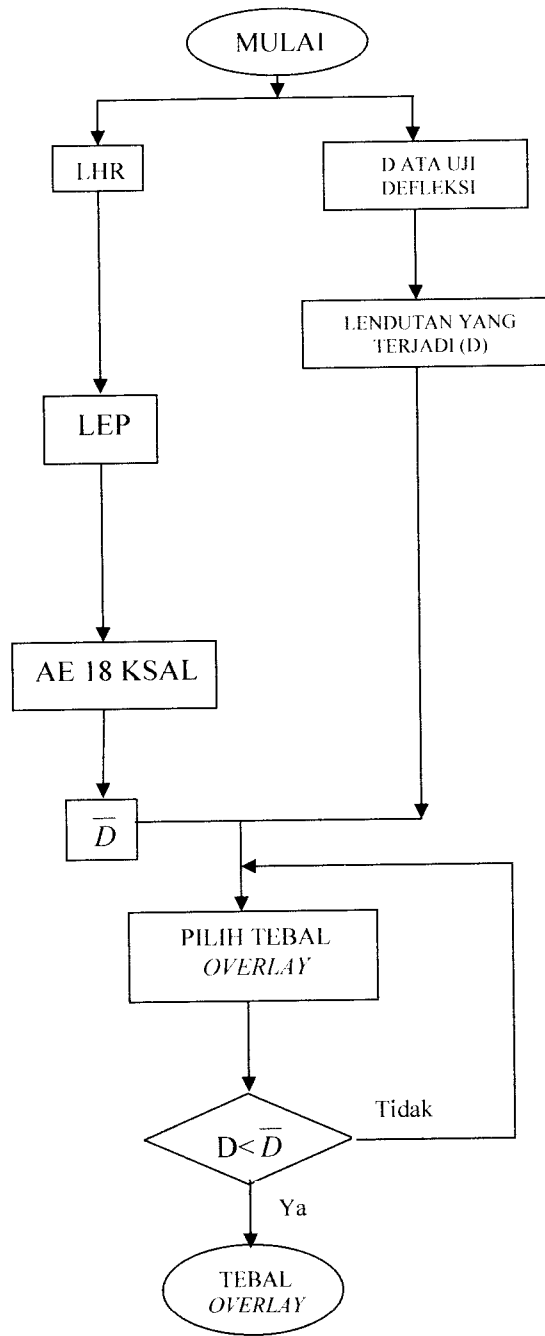 MULAI
LHR
D ATA UJI
DEFLEKSI
LENDUTAN YANG
TERJADI (D)
LEP
AE 18 KSAL
D̅
PILIH TEBAL
OVERLAY
D< D̅
Tidak
Ya
TEBAL
OVERLAY